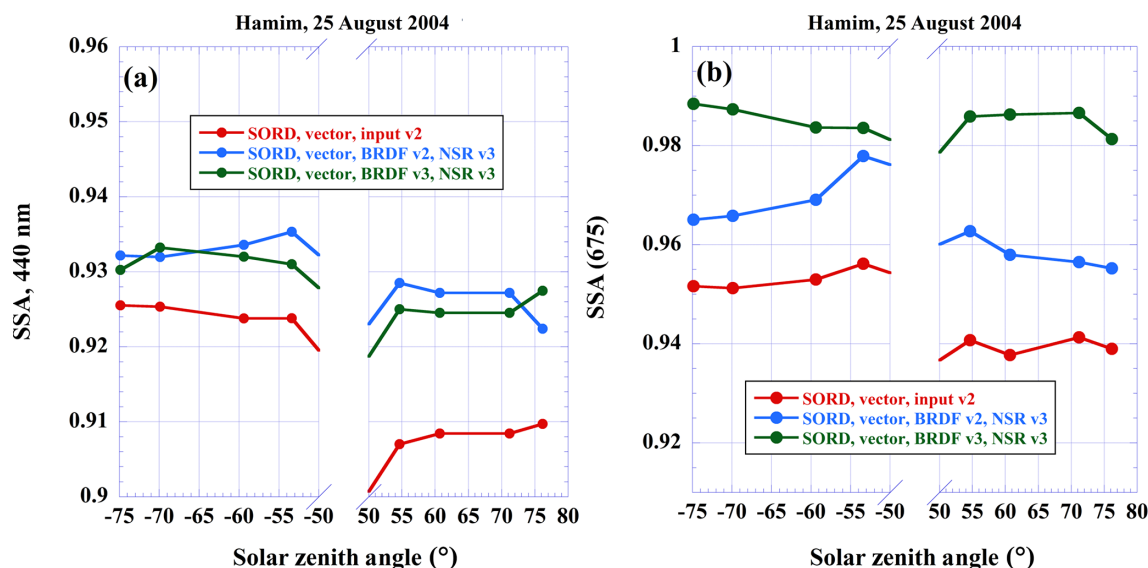 Hamim, 25 August 2004
0.96
0.95
0.94
0.93
0.92
0.91
0.9
SSA, 440 nm
(a)
SORD, vector, input v2
SORD, vector, BRDF v2, NSR v3
SORD, vector, BRDF v3, NSR v3
-75 -70 -65 -60 -55 -50 50 55 60 65 70 75 80
Solar zenith angle (°)
Hamim, 25 August 2004
1
0.98
0.96
0.94
0.92
SSA (675)
(b)
SORD, vector, input v2
SORD, vector, BRDF v2, NSR v3
SORD, vector, BRDF v3, NSR v3
-75 -70 -65 -60 -55 -50 50 55 60 65 70 75 80
Solar zenith angle (°)